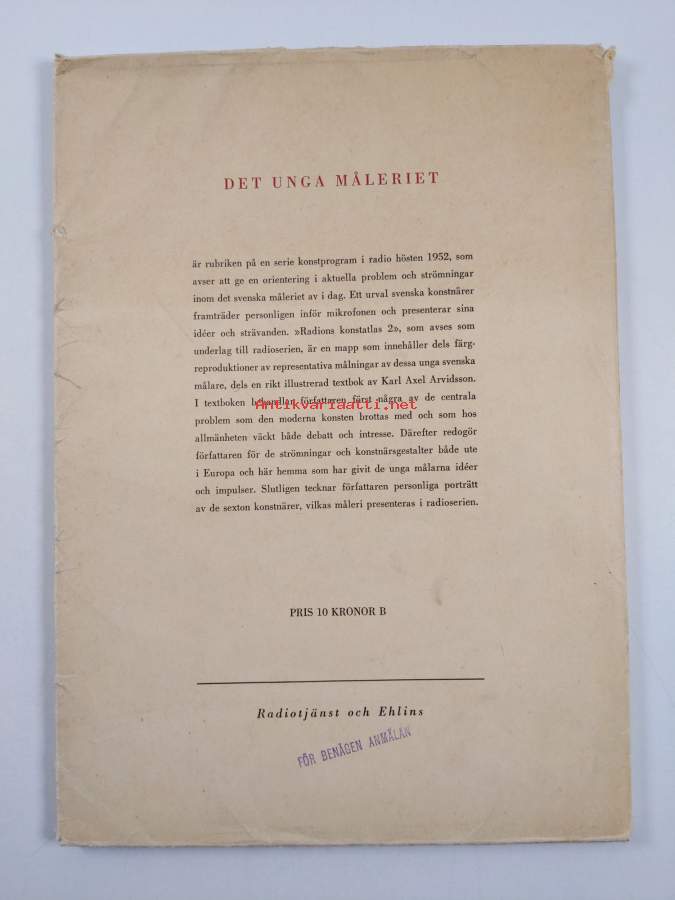 DET UNGA MÅLERIET
är rubriken på en serie konstprogram i radio hösten 1952, som
avser att ge en orientering i aktuella problem och strömningar
inom det svenska måleriet av i dag. Ett urval svenska konstnärer
framträder personligen inför mikrofonen och presenterar sina
idéer och strävanden. »Radions konstatlas 2», som avses som
underlag till radioserien, är en mapp som innehåller dels färg-
reproduktioner av representativa målningar av dessa unga svenska
målare, dels en rikt illustrerad textbok av Karl Axel Arvidsson.
I textboken behandlar författaren först några av de centrala
Antikvariaatti.net
problem som den moderna konsten brottas med och som hos
allmänheten väckt både debatt och intresse. Därefter redogör
författaren för de strömningar och konstnärsgestalter både ute
i Europa och här hemma som har givit de unga målarna idéer
och impulser. Slutligen tecknar författaren personliga porträtt
av de sexton konstnärer, vilkas måleri presenteras i radioserien.
PRIS 10 KRONOR B
Radiotjänst och Ehlins
FÖR BENÄGEN ANMÄLAN